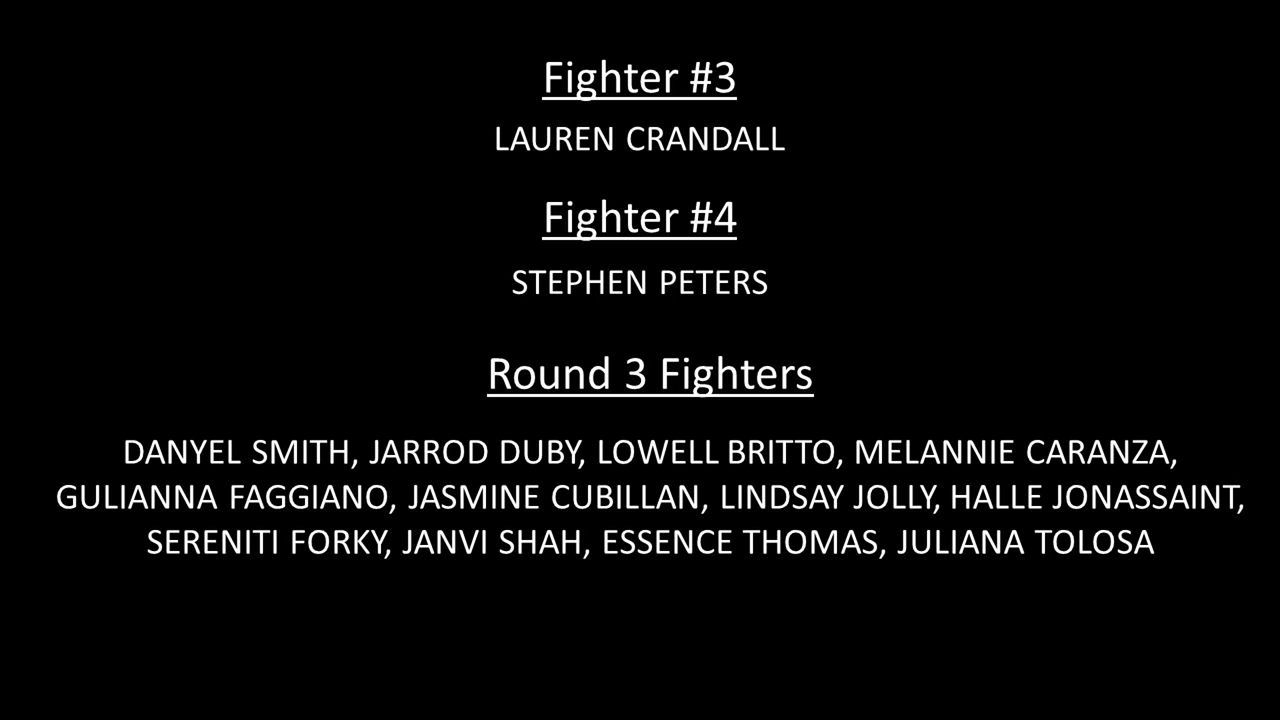 Fighter #3
LAUREN CRANDALL
Fighter #4
STEPHEN PETERS
Round 3 Fighters
DANYEL SMITH, JARROD DUBY, LOWELL BRITTO, MELANNIE CARANZA,
GULIANNA FAGGIANO, JASMINE CUBILLAN, LINDSAY JOLLY, HALLE JONASSAINT,
SERENITI FORKY, JANVI SHAH, ESSENCE THOMAS, JULIANA TOLOSA